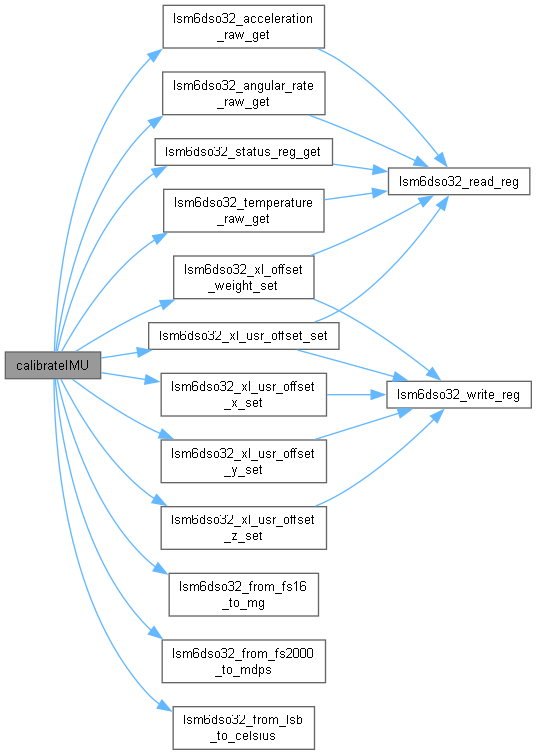 lsm6dso32_acceleration
_raw_get
lsm6dso32_angular_rate
_raw_get
lsm6dso32_status_reg_get
lsm6dso32_read_reg
lsm6dso32_temperature
_raw_get
lsm6dso32_xl_offset
_weight_set
lsm6dso32_xl_usr_offset_set
calibrateIMU
lsm6dso32_xl_usr_offset
_x_set
lsm6dso32_write_reg
lsm6dso32_xl_usr_offset
_y_set
lsm6dso32_xl_usr_offset
_z_set
lsm6dso32_from_fs16
_to_mg
lsm6dso32_from_fs2000
_to_mdps
lsm6dso32_from_lsb
_to_celsius